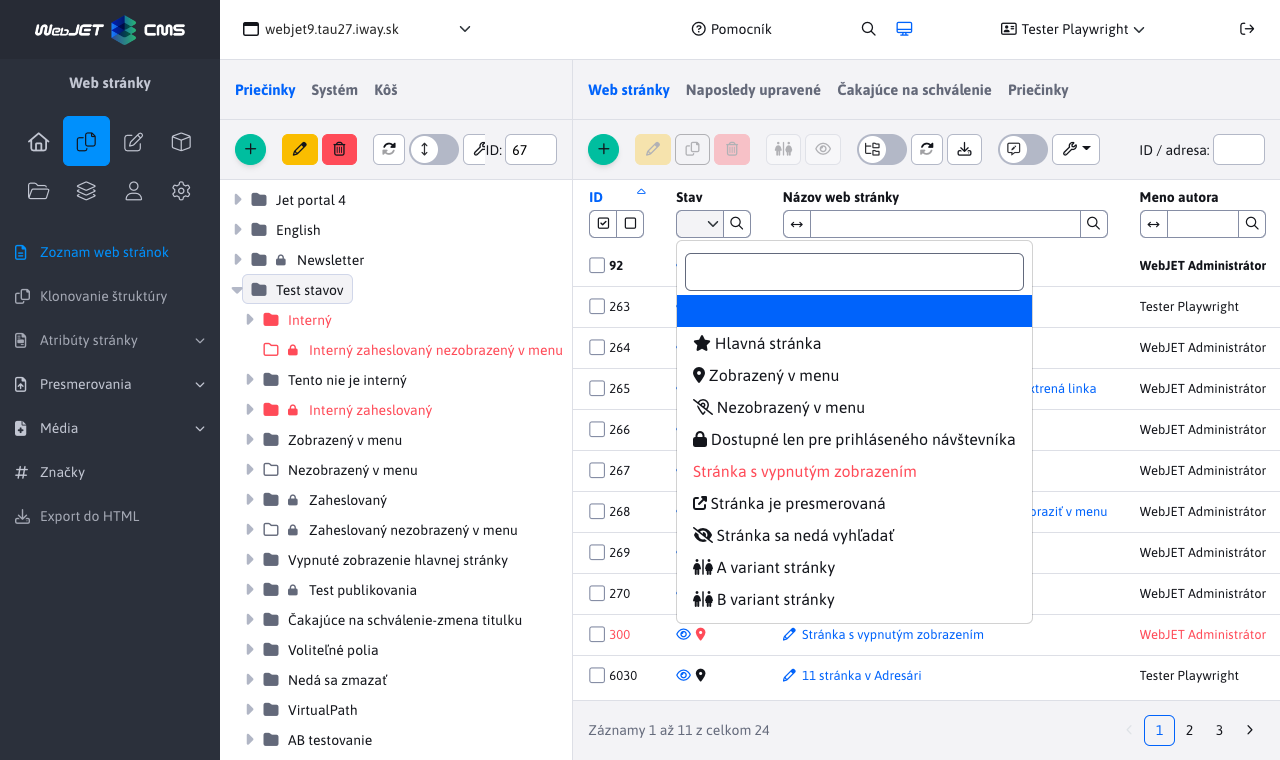 WebJET CMS
webjet9.tau27.iway.sk
Pomocník
Tester Playwright
Web stránky
Zoznam web stránok
Klonovanie štruktúry
Atribúty stránky
Presmerovania
Média
Značky
Export do HTML
Priečinky Systém Kôš
ID: 67
Jet portal 4
English
Newsletter
Test stavov
Interný
Interný zaheslovaný nezobrazený v menu
Tento nie je interný
Interný zaheslovaný
Zobrazený v menu
Nezobrazený v menu
Zaheslovaný
Zaheslovaný nezobrazený v menu
Vypnuté zobrazenie hlavnej stránky
Test publikovania
Čakajúce na schválenie-zmena titulku
Voliteľné polia
Nedá sa zmazať
VirtualPath
AB testovanie
Web stránky Naposledy upravené Čakajúce na schválenie Priečinky
ID / adresa:
ID Stav Názov web stránky Meno autora
92 WebJET Administrátor
263 Tester Playwright
264 WebJET Administrátor
265 xtrená linka WebJET Administrátor
266 WebJET Administrátor
267 WebJET Administrátor
268 braziť v menu WebJET Administrátor
269 WebJET Administrátor
270 WebJET Administrátor
300 Stránka s vypnutým zobrazením WebJET Administrátor
6030 11 stránka v Adresári Tester Playwright
Hlavná stránka
Zobrazený v menu
Nezobrazený v menu
Dostupné len pre prihláseného návštevníka
Stránka s vypnutým zobrazením
Stránka je presmerovaná
Stránka sa nedá vyhľadať
A variant stránky
B variant stránky
Záznamy 1 až 11 z celkom 24
1 2 3